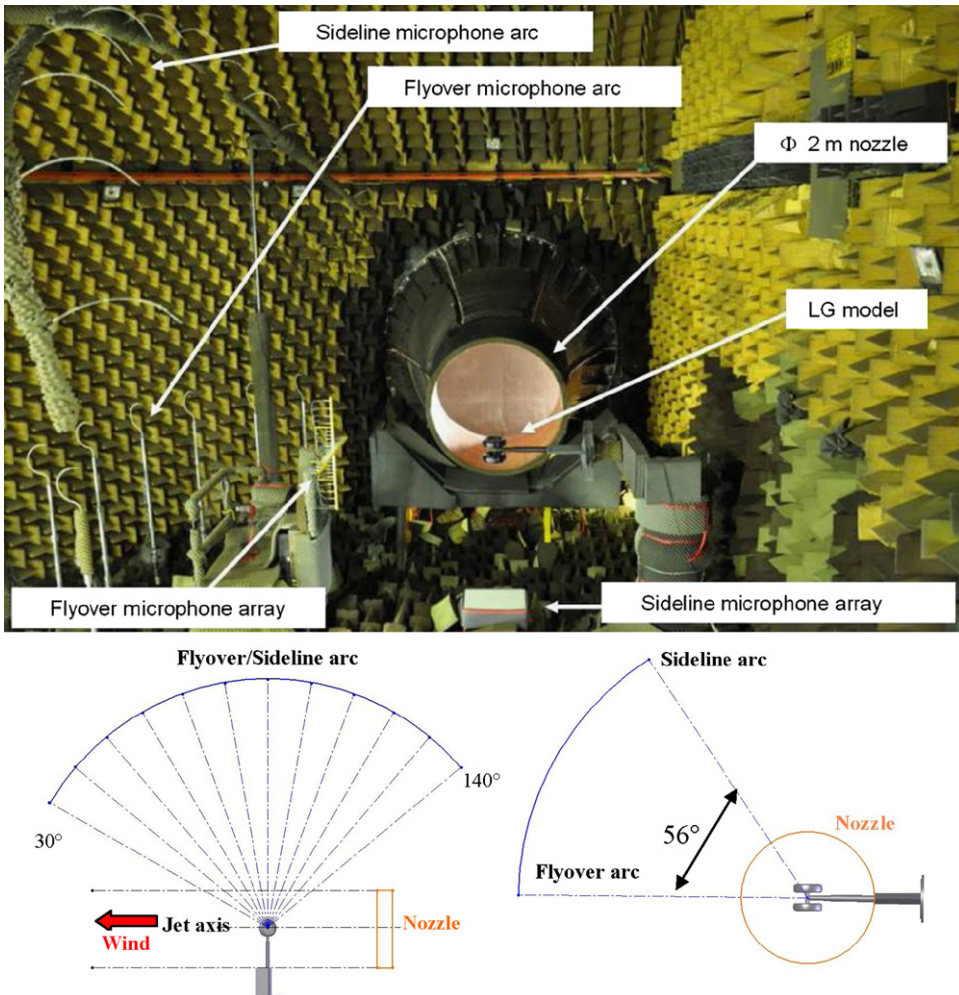 Sideline microphone arc
Flyover microphone arc
Φ 2 m nozzle
LG model
Flyover microphone array
Sideline microphone array
Flyover/Sideline arc
30°
140°
Jet axis
Wind
Nozzle
Sideline arc
56°
Nozzle
Flyover arc